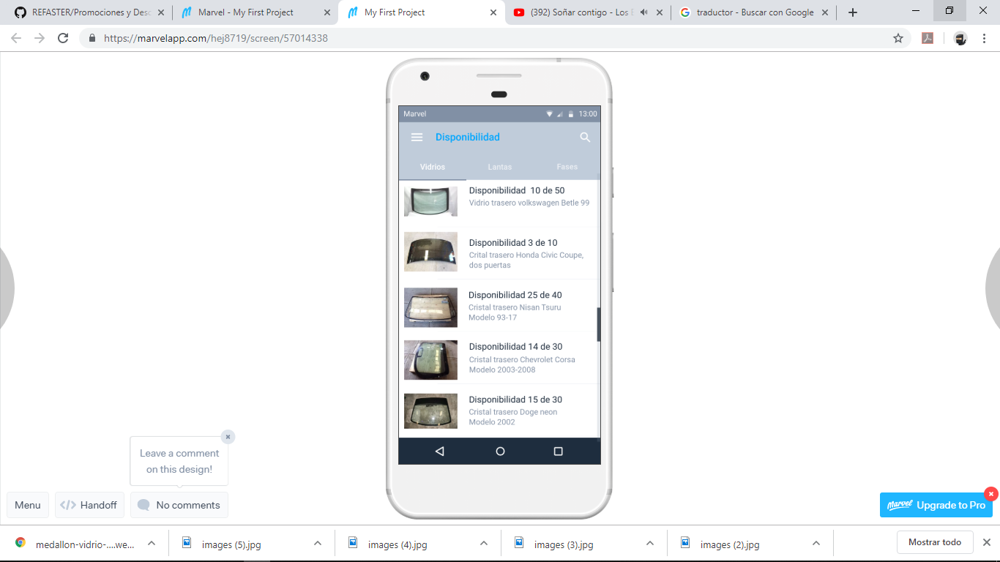 REFASTER/Promociones y Desc
Marvel - My First Project
My First Project
(392) Soñar contigo - Los E
traductor - Buscar con Google
https://marvelapp.com/hej8719/screen/57014338
Marvel
13:00
Disponibilidad
Vidrios
Lantas
Fases
Disponibilidad 10 de 50
Vidrio trasero volkswagen Betle 99
Disponibilidad 3 de 10
Crital trasero Honda Civic Coupe,
dos puertas
Disponibilidad 25 de 40
Cristal trasero Nisan Tsuru
Modelo 93-17
Disponibilidad 14 de 30
Cristal trasero Chevrolet Corsa
Modelo 2003-2008
Disponibilidad 15 de 30
Cristal trasero Doge neon
Modelo 2002
Leave a comment
on this design!
Menu
Handoff
No comments
Marvel Upgrade to Pro
medallon-vidrio-....we...
images (5).jpg
images (4).jpg
images (3).jpg
images (2).jpg
Mostrar todo